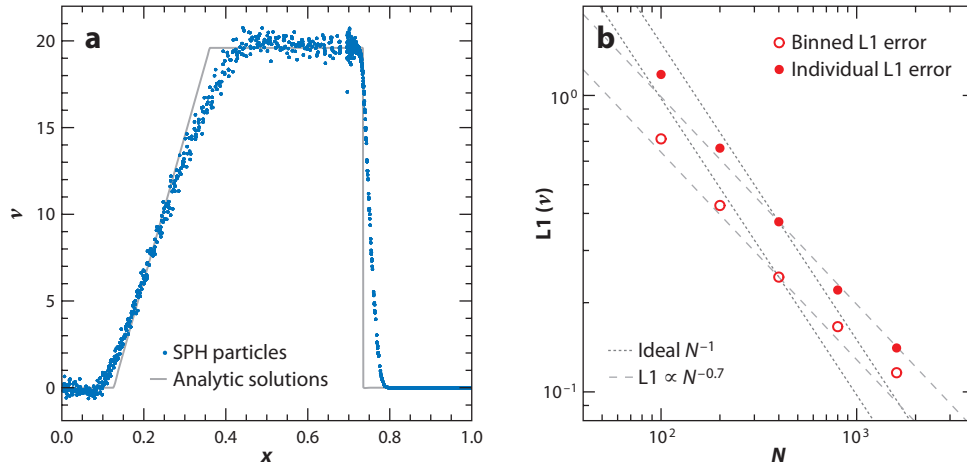 a
20
15
10
5
0
ν
0.0
0.2
0.4
0.6
0.8
1.0
x
SPH particles
Analytic solutions
b
Binned L1 error
Individual L1 error
10⁰
10⁻¹
L1 (ν)
10²
10³
N
Ideal N⁻¹
L1 ∝ N⁻⁰·⁷